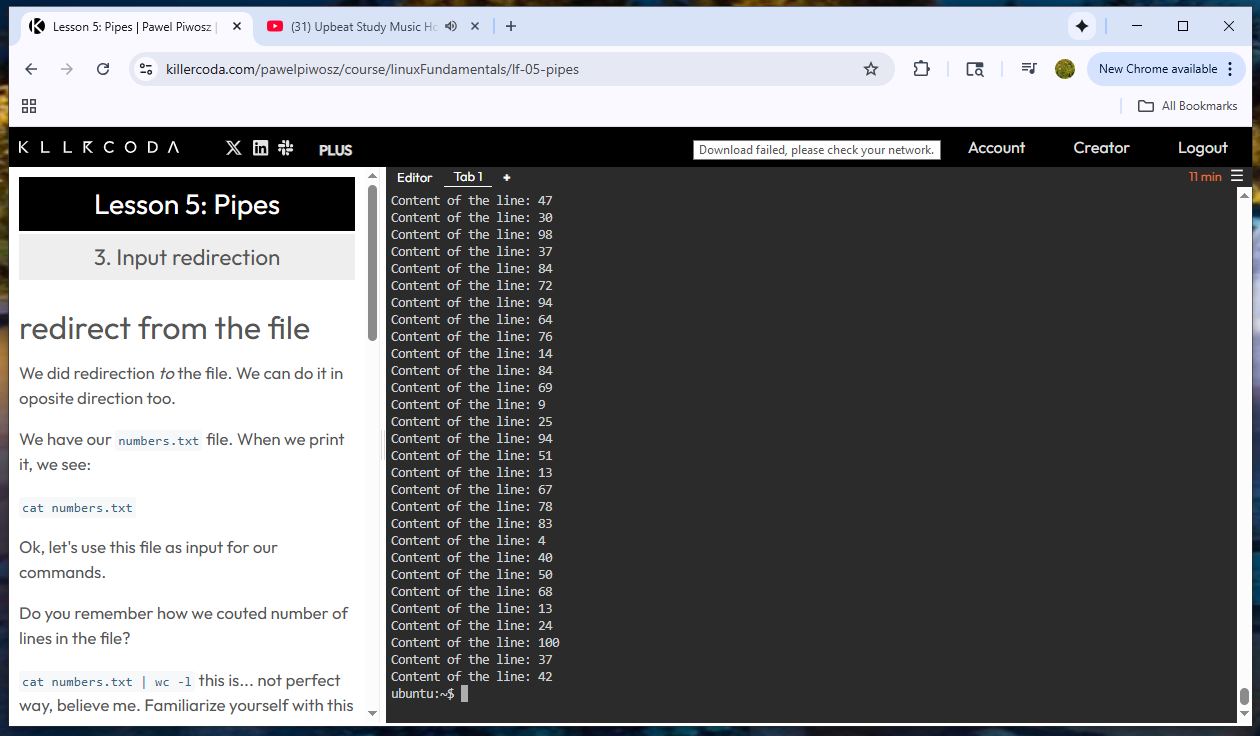 Lesson 5: Pipes | Pawel Piwosz |
(31) Upbeat Study Music Ho
killercoda.com/pawelpiwosz/course/linuxFundamentals/lf-05-pipes
New Chrome available
All Bookmarks
KLLRCODA
PLUS
Download failed, please check your network.
Account
Creator
Logout
Lesson 5: Pipes
3. Input redirection
redirect from the file
We did redirection to the file. We can do it in
oposite direction too.
We have our numbers.txt file. When we print
it, we see:
cat numbers.txt
Ok, let's use this file as input for our
commands.
Do you remember how we couted number of
lines in the file?
cat numbers.txt | wc -l this is... not perfect
way, believe me. Familiarize yourself with this
Editor
Tab 1
+
11 min
Content of the line: 47
Content of the line: 30
Content of the line: 98
Content of the line: 37
Content of the line: 84
Content of the line: 72
Content of the line: 94
Content of the line: 64
Content of the line: 76
Content of the line: 14
Content of the line: 84
Content of the line: 69
Content of the line: 9
Content of the line: 25
Content of the line: 94
Content of the line: 51
Content of the line: 13
Content of the line: 67
Content of the line: 78
Content of the line: 83
Content of the line: 4
Content of the line: 40
Content of the line: 50
Content of the line: 68
Content of the line: 13
Content of the line: 24
Content of the line: 100
Content of the line: 37
Content of the line: 42
ubuntu:~$